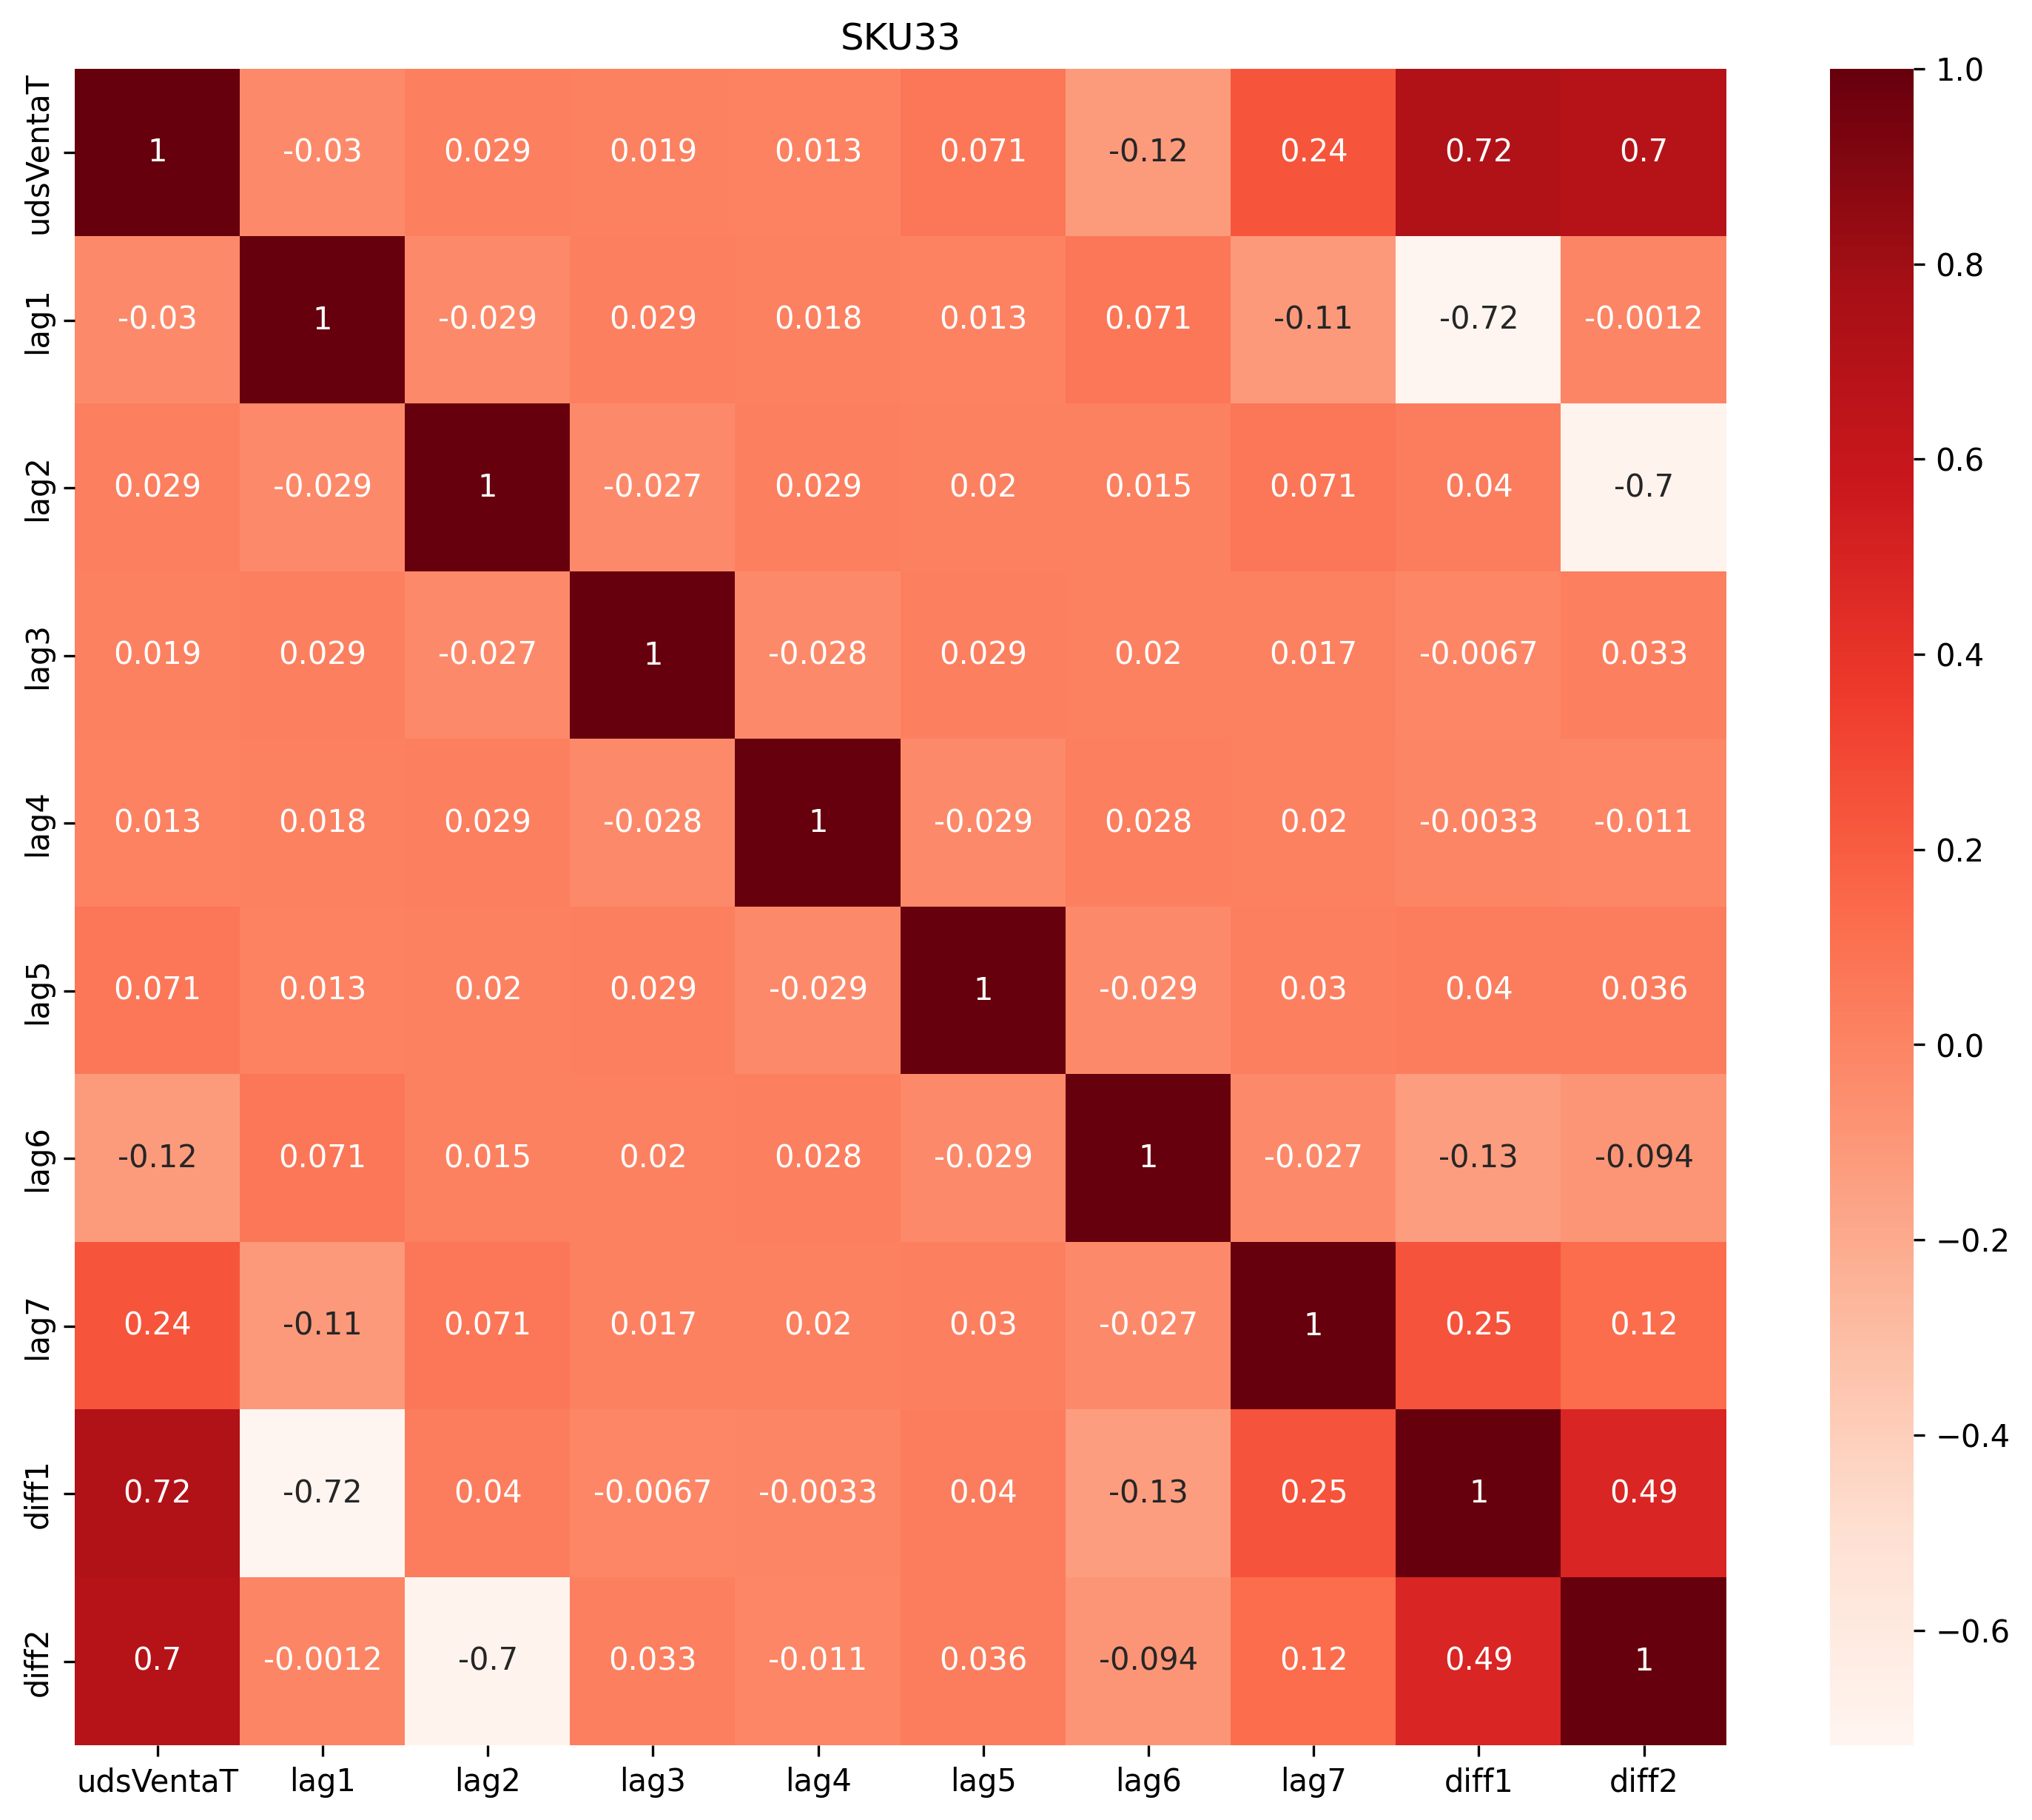 SKU33
udsVentaT 1 -0.03 0.029 0.019 0.013 0.071 -0.12 0.24 0.72 0.7
lag1 -0.03 1 -0.029 0.029 0.018 0.013 0.071 -0.11 -0.72 -0.0012
lag2 0.029 -0.029 1 -0.027 0.029 0.02 0.015 0.071 0.04 -0.7
lag3 0.019 0.029 -0.027 1 -0.028 0.029 0.02 0.017 -0.0067 0.033
lag4 0.013 0.018 0.029 -0.028 1 -0.029 0.028 0.02 -0.0033 -0.011
lag5 0.071 0.013 0.02 0.029 -0.029 1 -0.029 0.03 0.04 0.036
lag6 -0.12 0.071 0.015 0.02 0.028 -0.029 1 -0.027 -0.13 -0.094
lag7 0.24 -0.11 0.071 0.017 0.02 0.03 -0.027 1 0.25 0.12
diff1 0.72 -0.72 0.04 -0.0067 -0.0033 0.04 -0.13 0.25 1 0.49
diff2 0.7 -0.0012 -0.7 0.033 -0.011 0.036 -0.094 0.12 0.49 1
udsVentaT lag1 lag2 lag3 lag4 lag5 lag6 lag7 diff1 diff2
1.0
0.8
0.6
0.4
0.2
0.0
−0.2
−0.4
−0.6